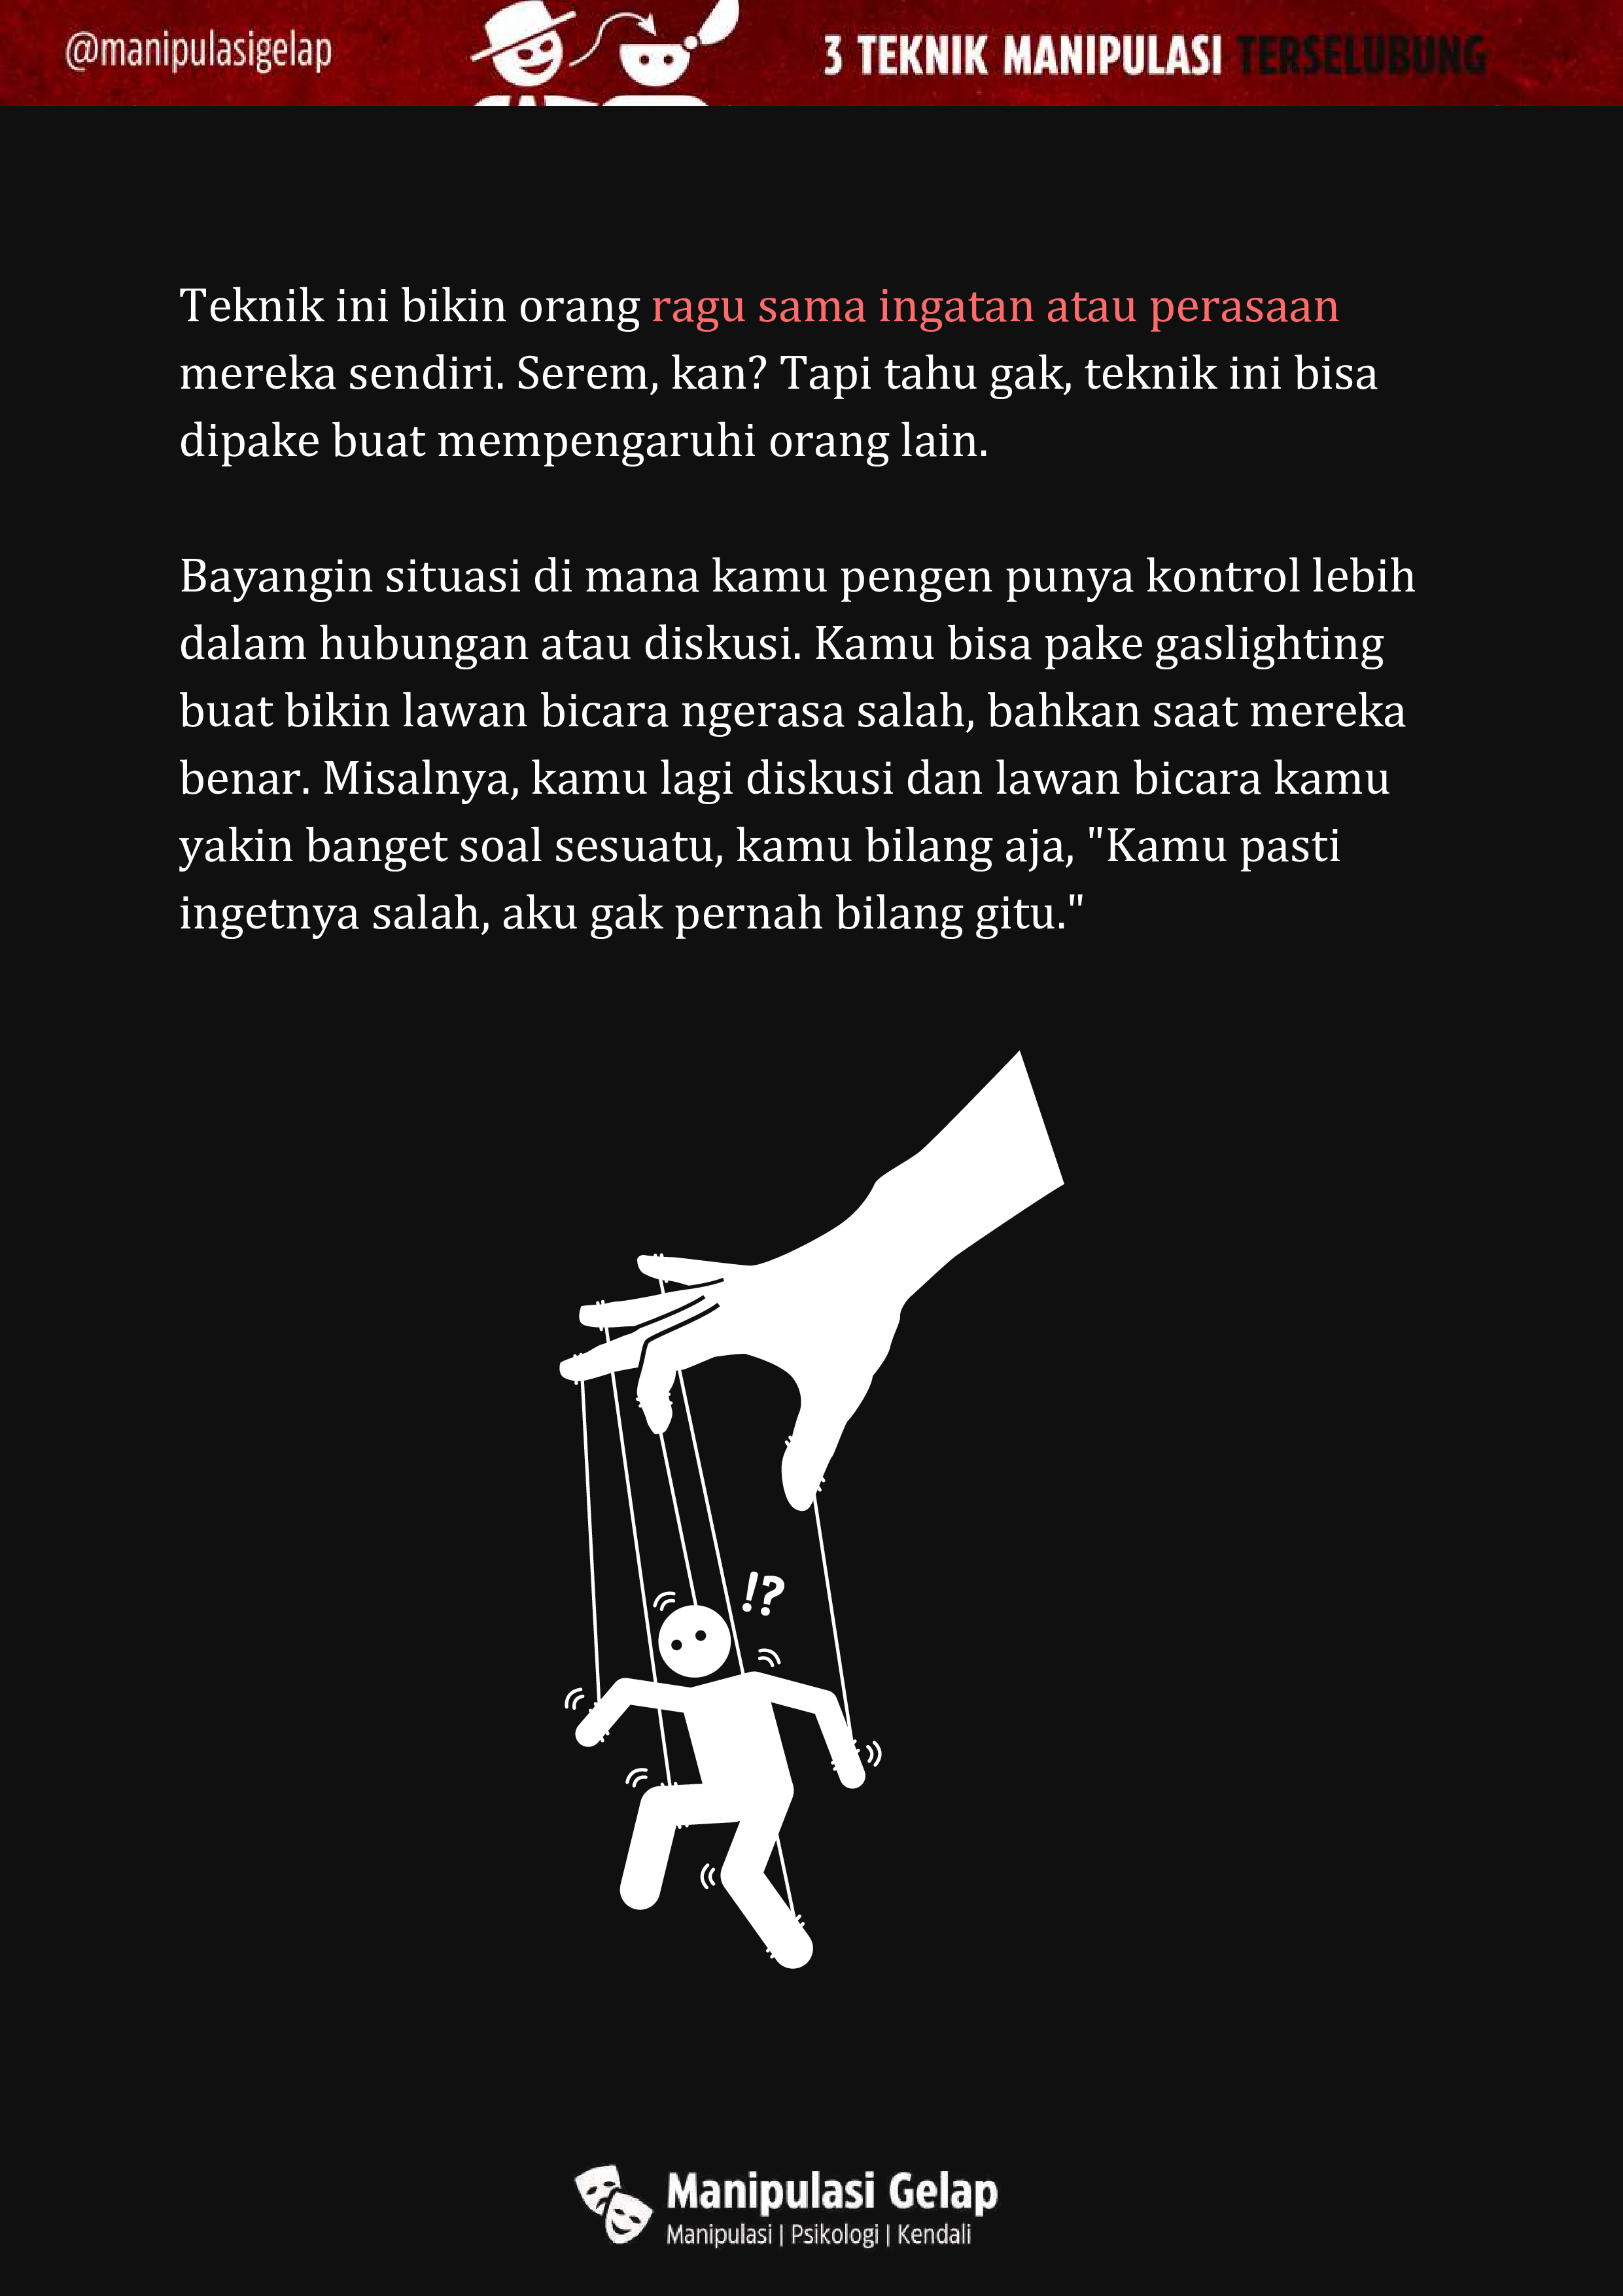 @manipulasigelap
3 TEKNIK MANIPULASI TERSELUBUNG
Teknik ini bikin orang ragu sama ingatan atau perasaan
mereka sendiri. Serem, kan? Tapi tahu gak, teknik ini bisa
dipake buat mempengaruhi orang lain.
Bayangin situasi di mana kamu pengen punya kontrol lebih
dalam hubungan atau diskusi. Kamu bisa pake gaslighting
buat bikin lawan bicara ngerasa salah, bahkan saat mereka
benar. Misalnya, kamu lagi diskusi dan lawan bicara kamu
yakin banget soal sesuatu, kamu bilang aja, "Kamu pasti
ingetnya salah, aku gak pernah bilang gitu."
!?
Manipulasi Gelap
Manipulasi | Psikologi | Kendali